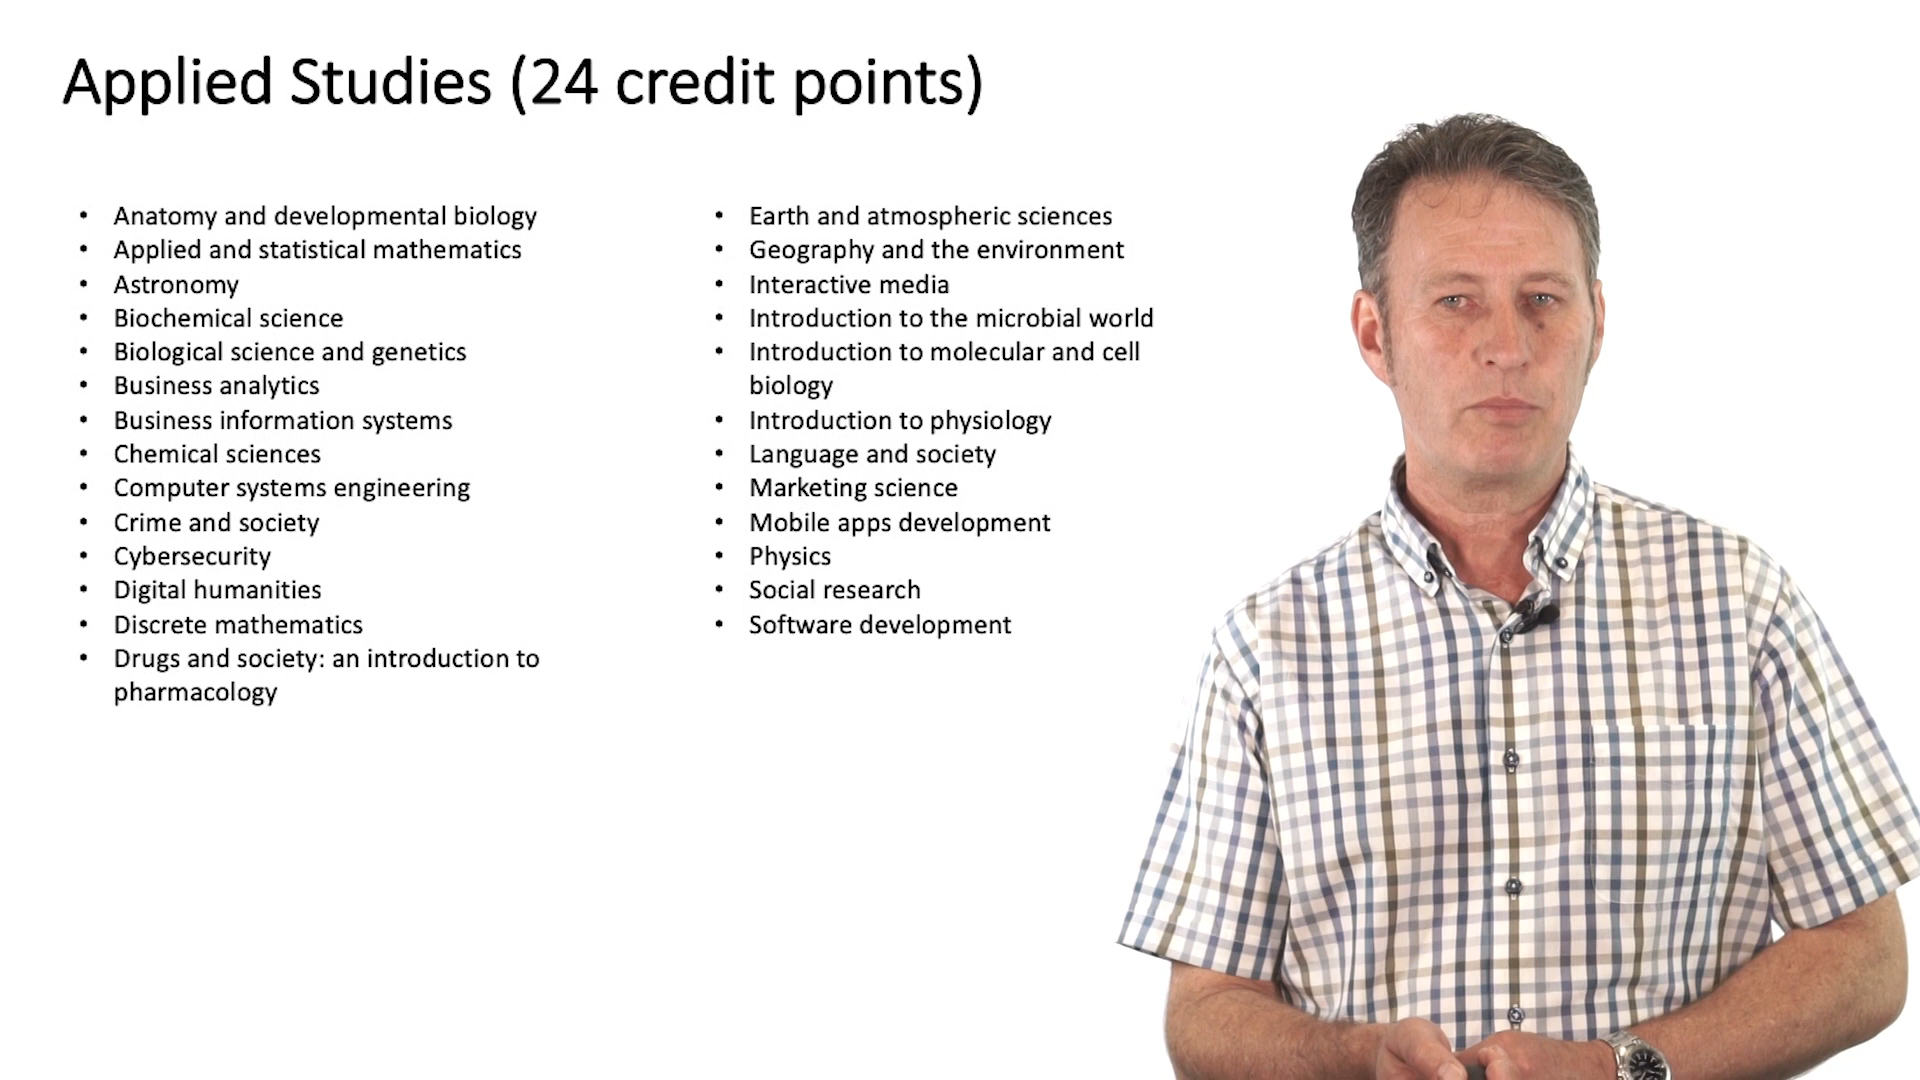 Applied Studies (24 credit points)
• Anatomy and developmental biology
• Applied and statistical mathematics
• Astronomy
• Biochemical science
• Biological science and genetics
• Business analytics
• Business information systems
• Chemical sciences
• Computer systems engineering
• Crime and society
• Cybersecurity
• Digital humanities
• Discrete mathematics
• Drugs and society: an introduction to
pharmacology
• Earth and atmospheric sciences
• Geography and the environment
• Interactive media
• Introduction to the microbial world
• Introduction to molecular and cell
biology
• Introduction to physiology
• Language and society
• Marketing science
• Mobile apps development
• Physics
• Social research
• Software development